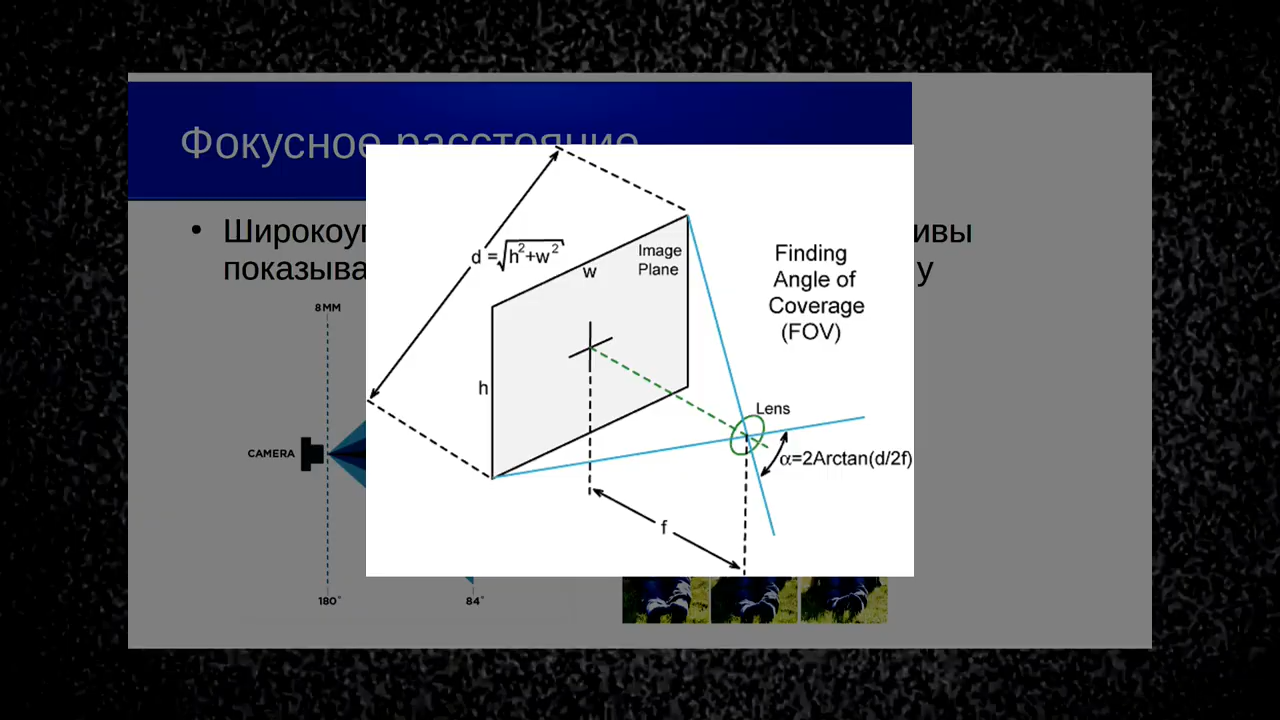 Фокусное расстояние
Широкоу
ивы
показыва
у
8MM
CAMERA
180°
84°
d =√h²+w²
w
Image
Plane
h
Finding
Angle of
Coverage
(FOV)
Lens
α=2Arctan(d/2f)
f